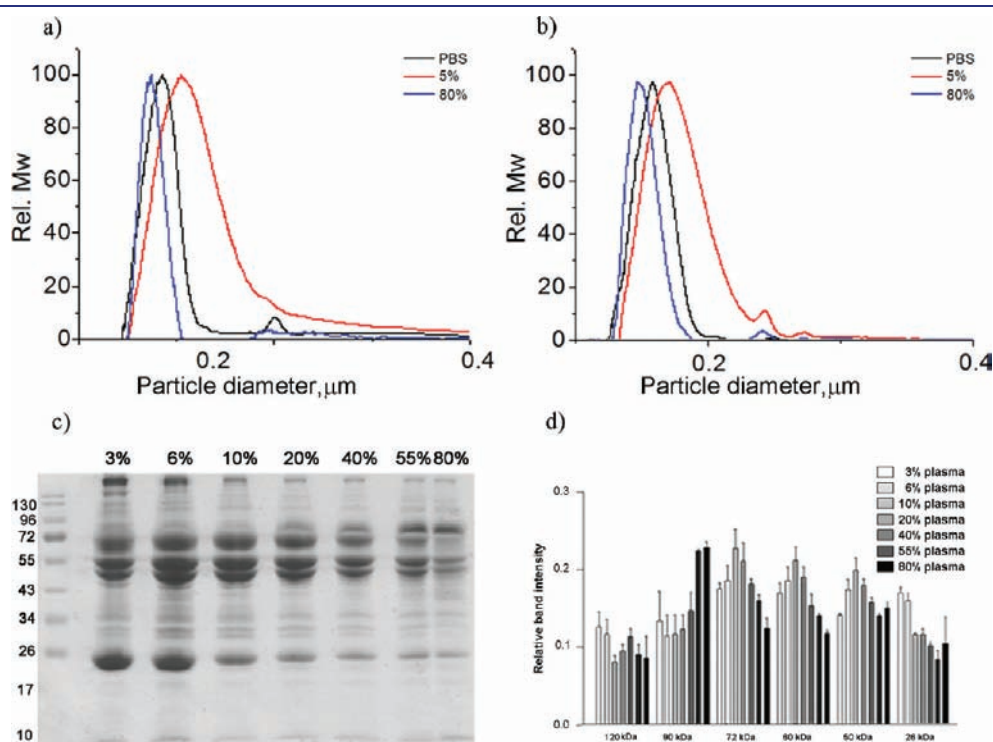 a)
PBS
5%
80%
100
80
60
40
20
0
Rel. Mw
0.2
0.4
Particle diameter,μm
b)
PBS
5%
80%
100
80
60
40
20
0
Rel. Mw
0.2
0.4
Particle diameter,μm
c)
3% 6% 10% 20% 40% 55% 80%
130
95
72
55
43
34
26
17
10
d)
3% plasma
6% plasma
10% plasma
20% plasma
40% plasma
55% plasma
80% plasma
0.3
0.2
0.1
0.0
Relative band intensity
120 kDa 90 kDa 72 kDa 60 kDa 50 kDa 26 kDa